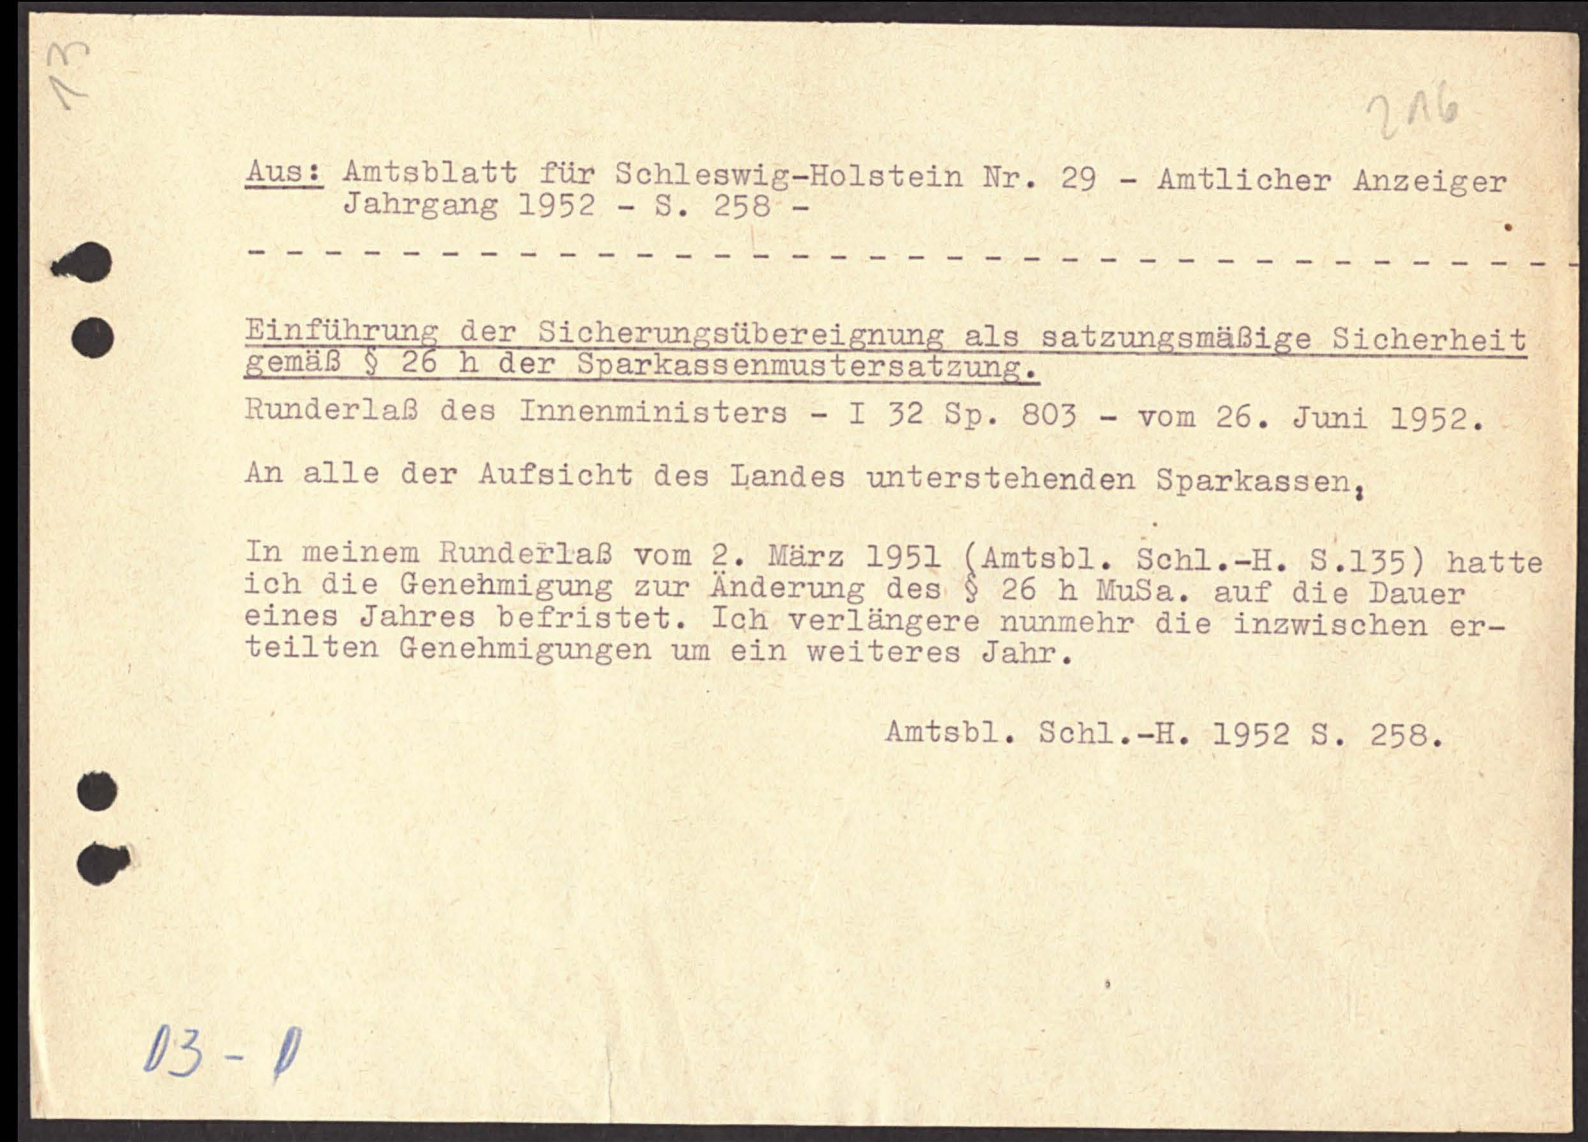 13
216
Aus: Amtsblatt für Schleswig-Holstein Nr. 29 - Amtlicher Anzeiger
Jahrgang 1952 - S. 258 -
- - - - - - - - - - - - - - - - - - - - - - - - - - - - - - - - - - -
Einführung der Sicherungsübereignung als satzungsmäßige Sicherheit
gemäß § 26 h der Sparkassenmustersatzung.
Runderlaß des Innenministers - I 32 Sp. 803 - vom 26. Juni 1952.
An alle der Aufsicht des Landes unterstehenden Sparkassen,
In meinem Runderlaß vom 2. März 1951 (Amtsbl. Schl.-H. S.135) hatte
ich die Genehmigung zur Änderung des § 26 h MuSa. auf die Dauer
eines Jahres befristet. Ich verlängere nunmehr die inzwischen er-
teilten Genehmigungen um ein weiteres Jahr.
Amtsbl. Schl.-H. 1952 S. 258.